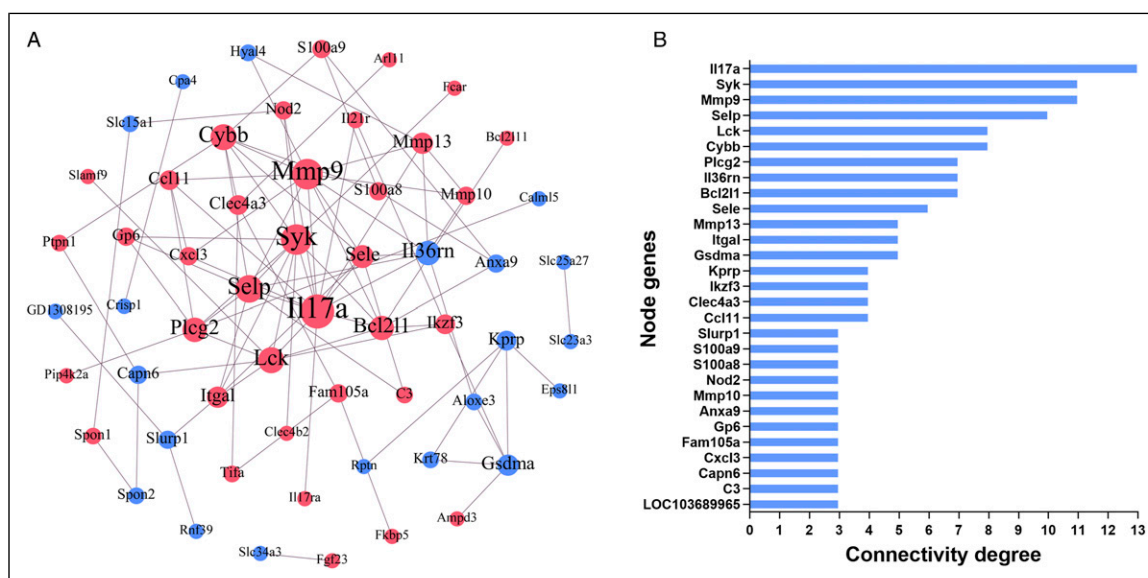 A
Hyal4
S100a9
Arl11
Cpa4
Fcar
Slc15a1
Nod2
Il21r
Cybb
Mmp13
Bcl2l11
Slamf9
Ccl11
Mmp9
S100a8
Mmp10
Clec4a3
Calml5
Ptpn1
Gp6
Syk
Cxcl3
Sele
Il36rn
Anxa9
Slc25a27
Selp
GD1308195
Crisp1
Il17a
Plcg2
Bcl2l1
Ikzf3
Slc23a3
Kprp
Lck
Pip4k2a
Capn6
Eps8l1
Itgal
Fam105a
C3
Aloxe3
Spon1
Slurp1
Clec4b2
Krt78
Gsdma
Tifa
Rptn
Spon2
Il17ra
Ampd3
Rnf39
Fkbp5
Slc34a3
Fgf23
B
Node genes
Il17a
Syk
Mmp9
Selp
Lck
Cybb
Plcg2
Il36rn
Bcl2l1
Sele
Mmp13
Itgal
Gsdma
Kprp
Ikzf3
Clec4a3
Ccl11
Slurp1
S100a9
S100a8
Nod2
Mmp10
Anxa9
Gp6
Fam105a
Cxcl3
Capn6
C3
LOC103689965
0 1 2 3 4 5 6 7 8 9 10 11 12 13
Connectivity degree